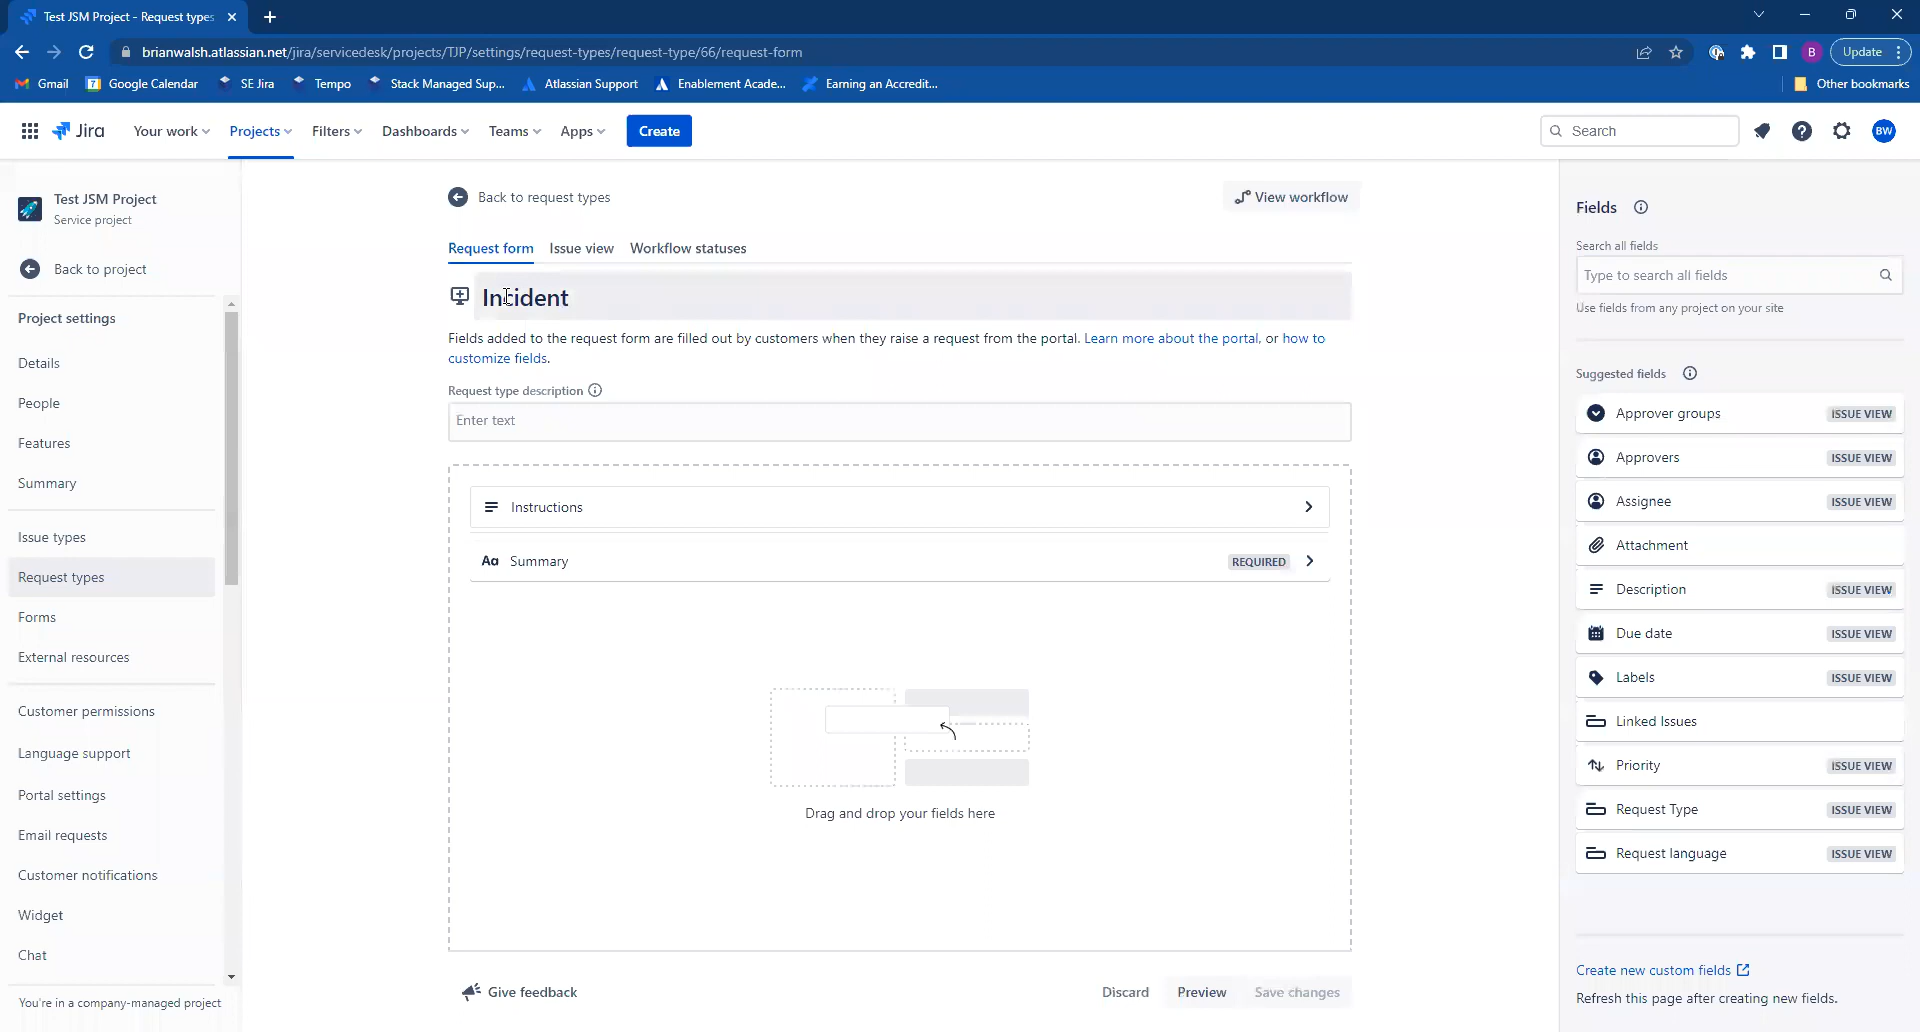 Test JSM Project - Request types
brianwalsh.atlassian.net/jira/servicedesk/projects/TJP/settings/request-types/request-type/66/request-form
B
Update
Gmail
7
Google Calendar
SE Jira
Tempo
Stack Managed Sup...
Atlassian Support
Enablement Acade...
Earning an Accredit...
Other bookmarks
Jira
Your work
Projects
Filters
Dashboards
Teams
Apps
Create
Search
BW
Test JSM Project
Service project
Back to project
Project settings
Details
People
Features
Summary
Issue types
Request types
Forms
External resources
Customer permissions
Language support
Portal settings
Email requests
Customer notifications
Widget
Chat
You're in a company-managed project
Back to request types
View workflow
Request form
Issue view
Workflow statuses
Incident
Fields added to the request form are filled out by customers when they raise a request from the portal. Learn more about the portal, or how to
customize fields.
Request type description
Enter text
Instructions
Aa Summary
REQUIRED
Drag and drop your fields here
Give feedback
Discard
Preview
Save changes
Fields
Search all fields
Type to search all fields
Use fields from any project on your site
Suggested fields
Approver groups ISSUE VIEW
Approvers ISSUE VIEW
Assignee ISSUE VIEW
Attachment
Description ISSUE VIEW
Due date ISSUE VIEW
Labels ISSUE VIEW
Linked Issues
Priority ISSUE VIEW
Request Type ISSUE VIEW
Request language ISSUE VIEW
Create new custom fields
Refresh this page after creating new fields.